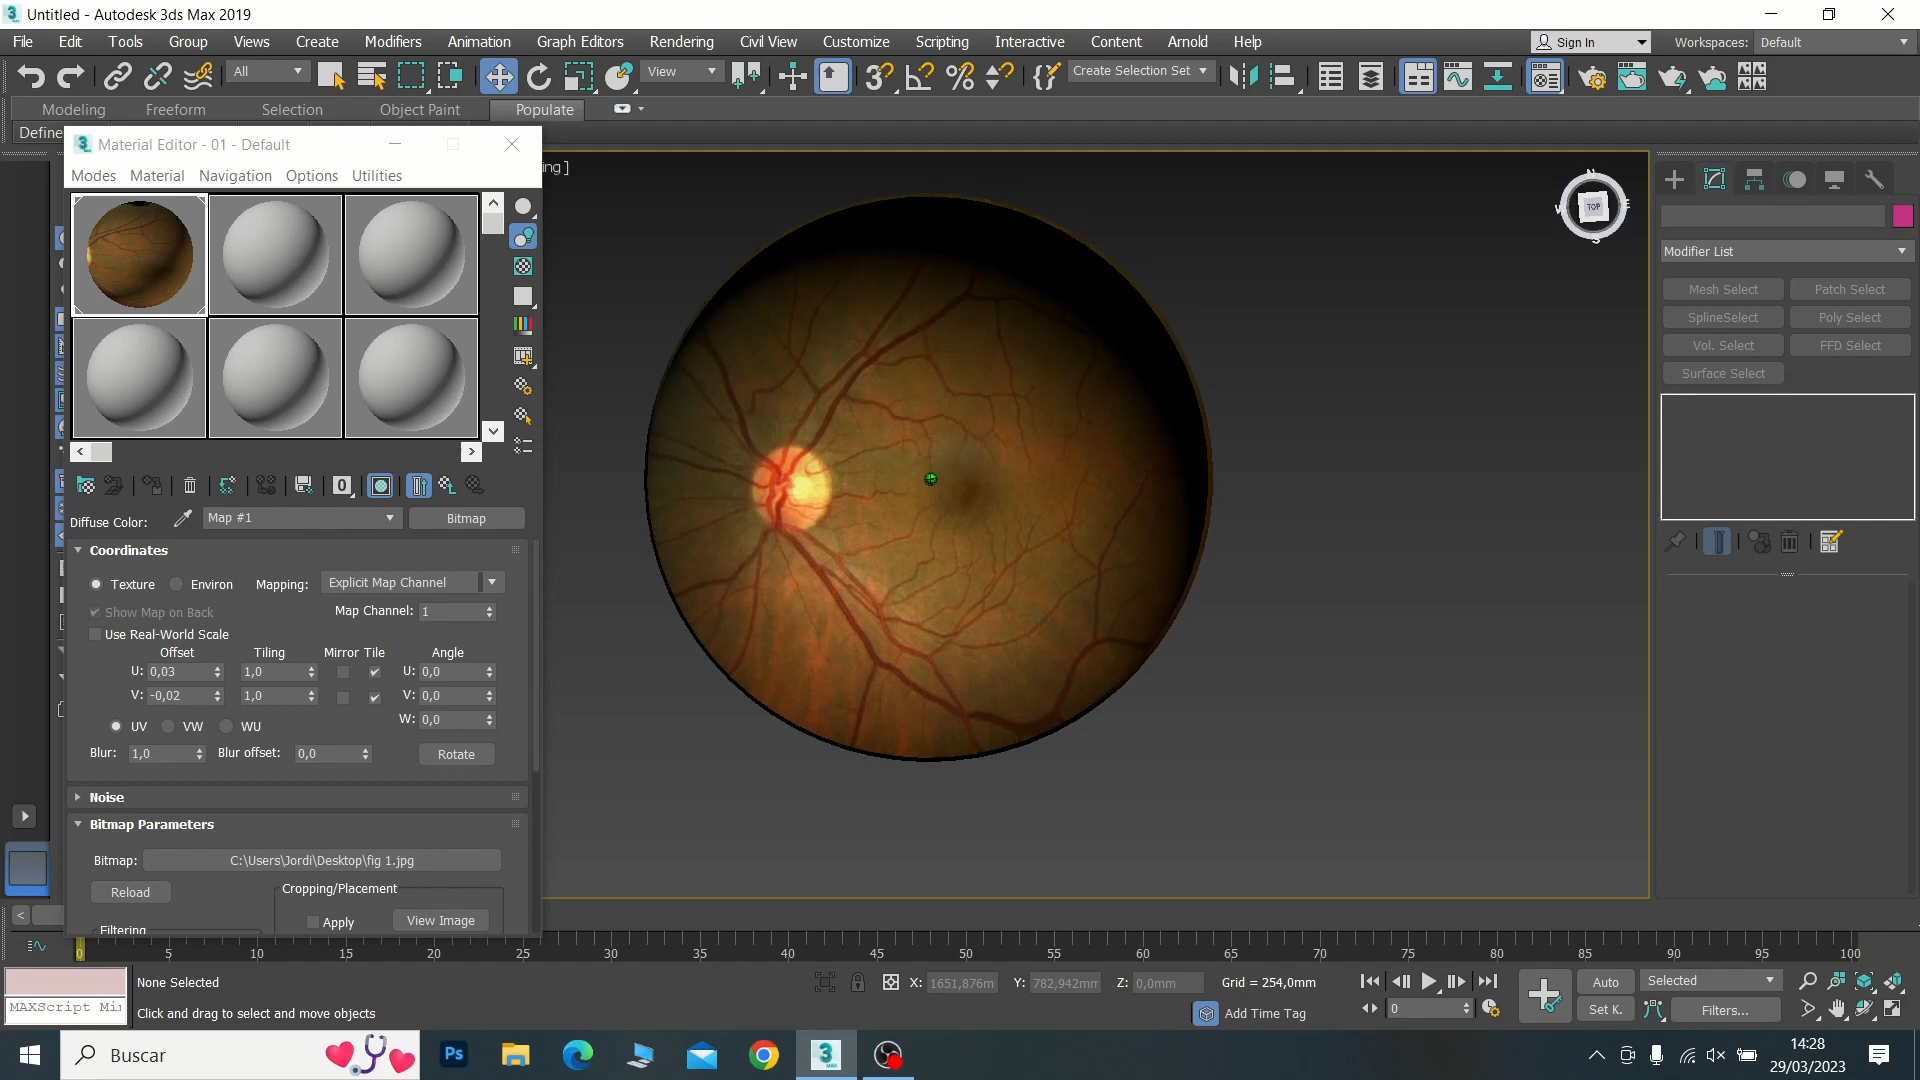 Untitled - Autodesk 3ds Max 2019
File Edit Tools Group Views Create Modifiers Animation Graph Editors Rendering Civil View Customize Scripting Interactive Content Arnold Help Sign In Workspaces: Default
All View Create Selection Set
Modeling Freeform Selection Object Paint Populate
Define
Material Editor - 01 - Default
ing ]
Modes Material Navigation Options Utilities
N
W TOP E
S
Modifier List
Mesh Select Patch Select
SplineSelect Poly Select
Vol. Select FFD Select
Surface Select
0
Diffuse Color: Map #1 Bitmap
Coordinates
Texture Environ Mapping: Explicit Map Channel
Show Map on Back Map Channel: 1
Use Real-World Scale
Offset Tiling Mirror Tile Angle
U: 0,03 1,0 U: 0,0
V: -0,02 1,0 V: 0,0
W: 0,0
UV VW WU
Blur: 1,0 Blur offset: 0,0 Rotate
Noise
Bitmap Parameters
Bitmap: C:\Users\Jordi\Desktop\fig 1.jpg
Reload Cropping/Placement
Apply View Image
Filtering
0 5 10 15 20 25 30 35 40 45 50 55 60 65 70 75 80 85 90 95 100
None Selected X: 1651,876m Y: 782,942mm Z: 0,0mm Grid = 254,0mm Auto Selected
MAXScript Mi
Click and drag to select and move objects Add Time Tag 0 Set K. Filters...
Buscar Ps 3 MAX 14:28
29/03/2023